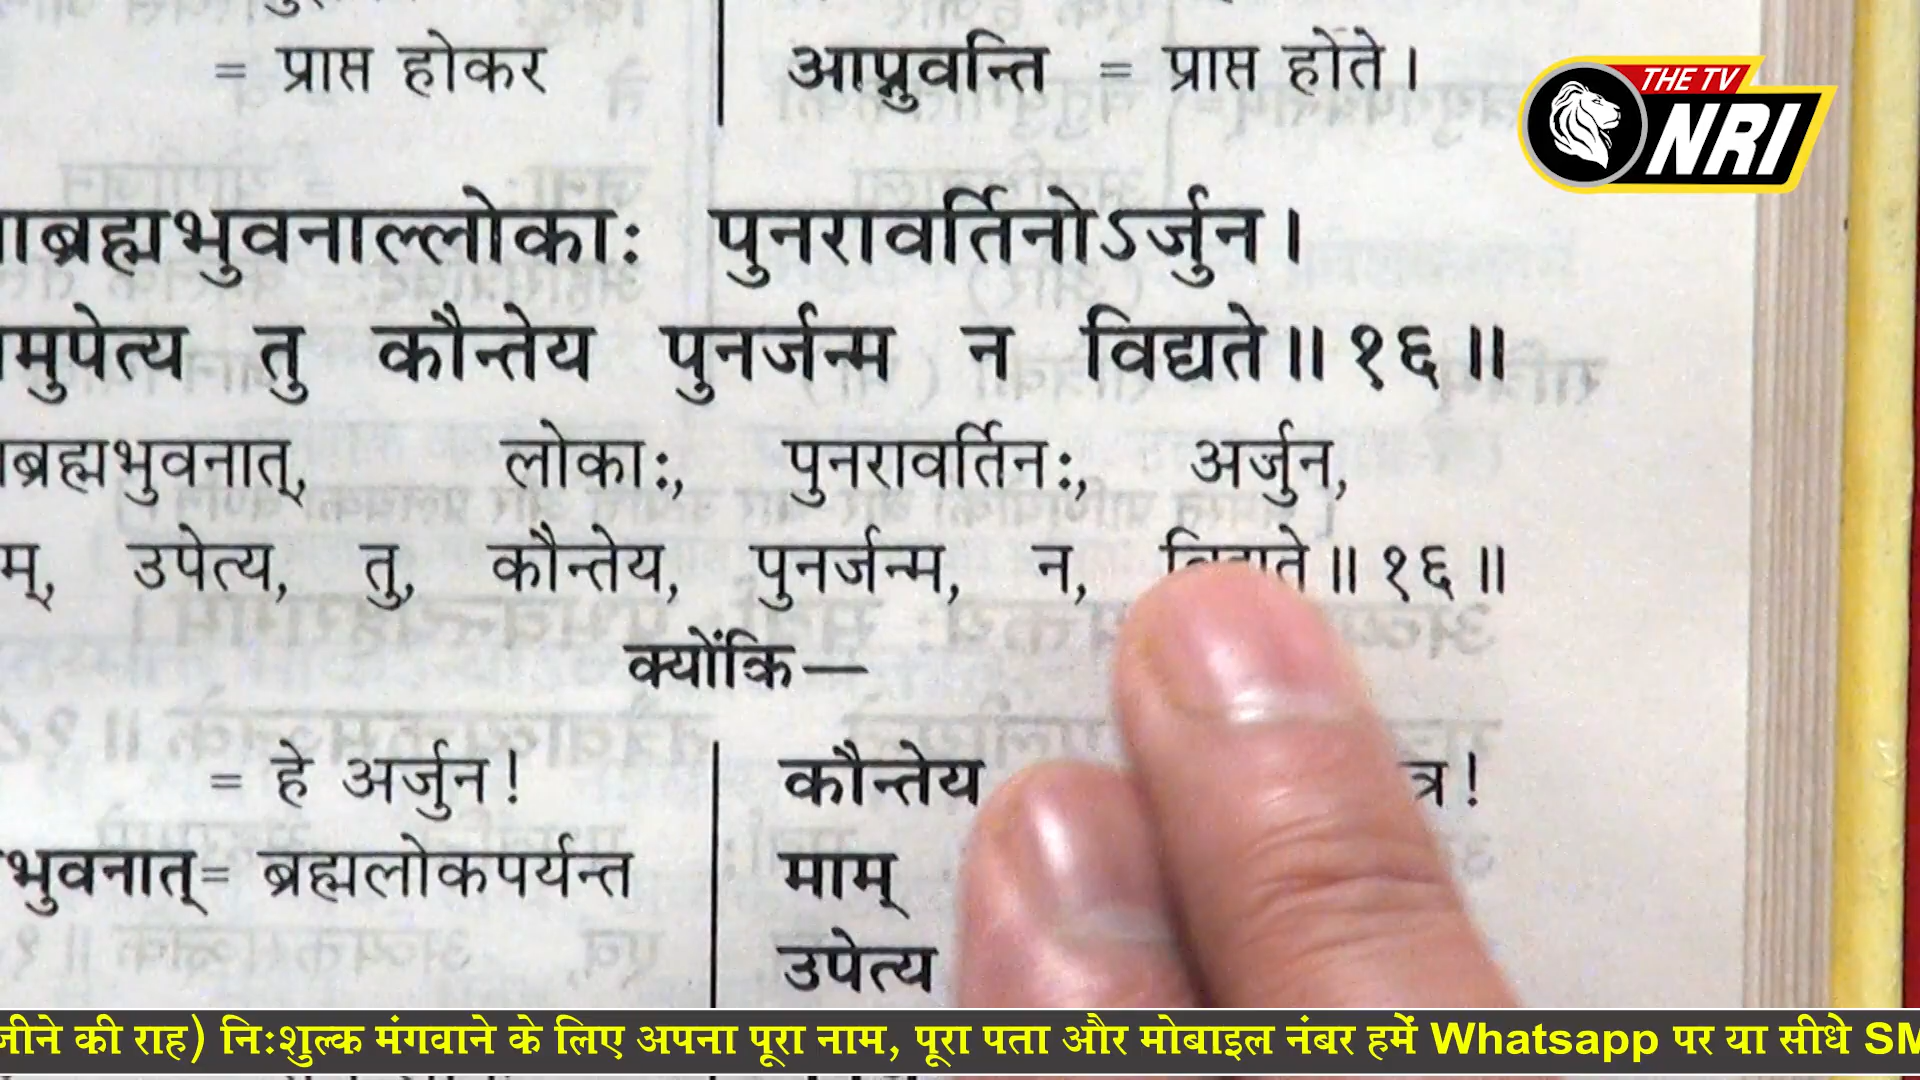 = प्राप्त होकर
आप्नुवन्ति = प्राप्त होते।
THE TV
NRI
ाब्रह्मभुवनाल्लोकाः पुनरावर्तिनोऽर्जुन।
मुपेत्य तु कौन्तेय पुनर्जन्म न विद्यते॥१६॥
ाब्रह्मभुवनात्, लोकाः, पुनरावर्तिनः, अर्जुन,
म्, उपेत्य, तु, कौन्तेय, पुनर्जन्म, न, विद्यते॥१६॥
क्योंकि—
= हे अर्जुन!
भुवनात्= ब्रह्मलोकपर्यन्त
कौन्तेय त्र!
माम्
उपेत्य
जीने की राह) निःशुल्क मंगवाने के लिए अपना पूरा नाम, पूरा पता और मोबाइल नंबर हमें Whatsapp पर या सीधे SM